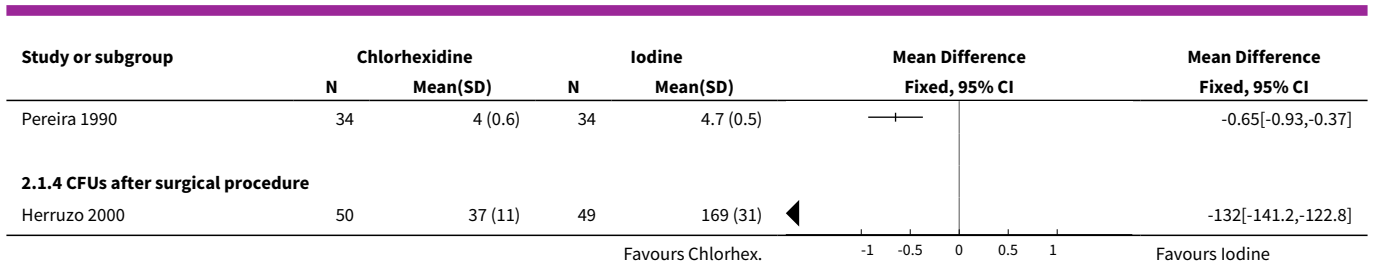 Study or subgroup Chlorhexidine Iodine Mean Difference Mean Difference
N Mean(SD) N Mean(SD) Fixed, 95% CI Fixed, 95% CI
Pereira 1990 34 4 (0.6) 34 4.7 (0.5) -0.65[-0.93,-0.37]
2.1.4 CFUs after surgical procedure
Herruzo 2000 50 37 (11) 49 169 (31) -132[-141.2,-122.8]
Favours Chlorhex. -1 -0.5 0 0.5 1 Favours Iodine